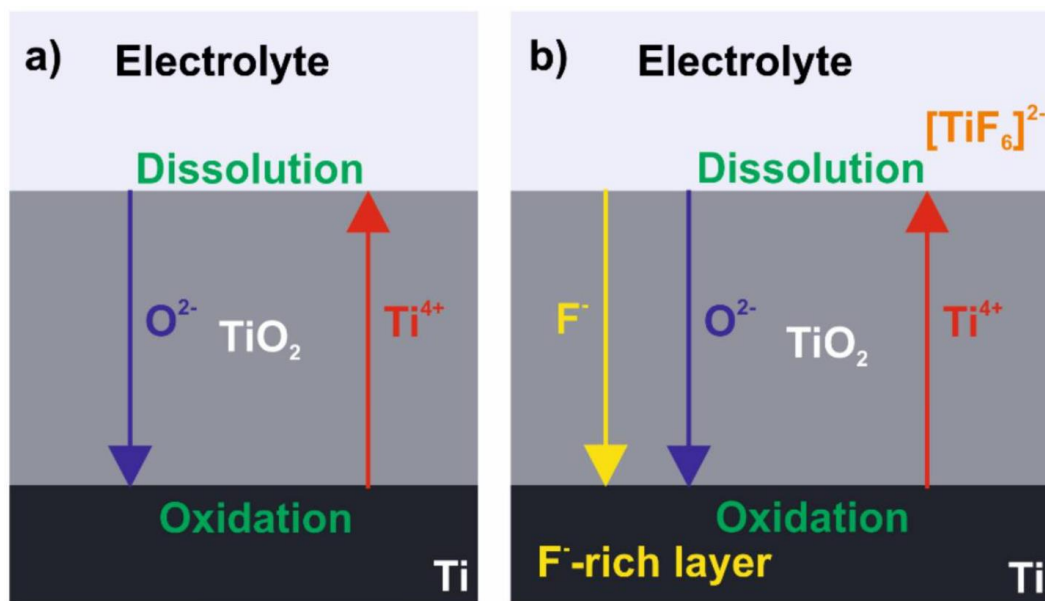 a) Electrolyte
Dissolution
O²⁻ TiO₂ Ti⁴⁺
Oxidation
Ti
b) Electrolyte
[TiF₆]²⁻
Dissolution
F⁻ O²⁻ TiO₂ Ti⁴⁺
Oxidation
F⁻-rich layer Ti